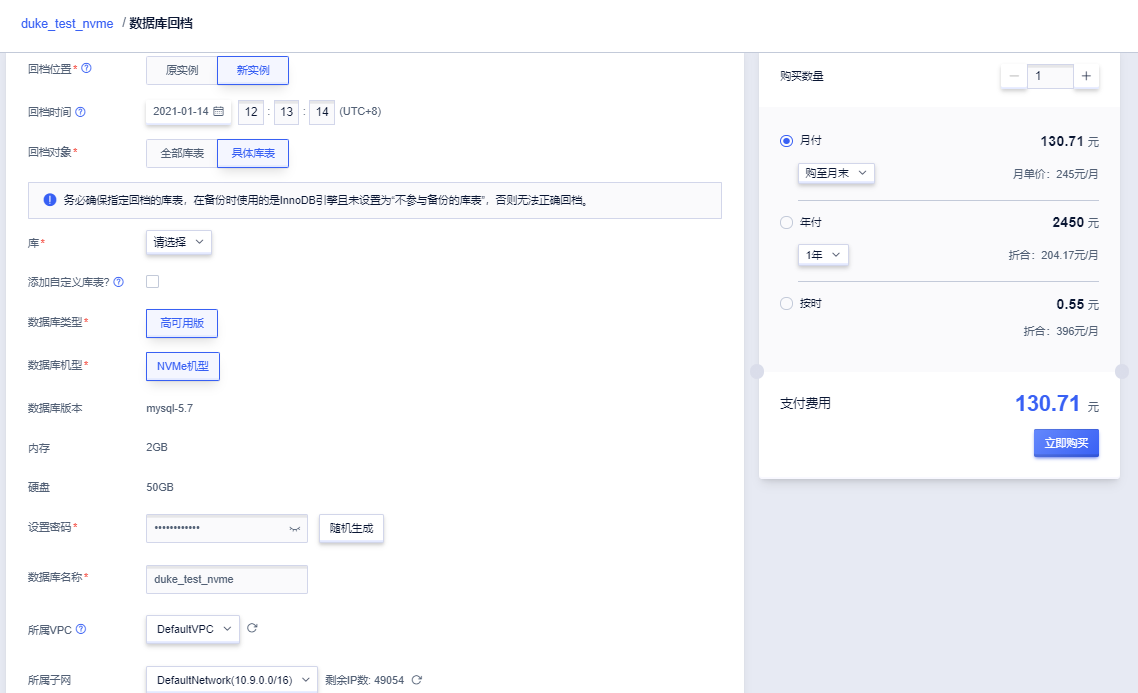 duke_test_nvme / 数据库回档
回档位置*
原实例 新实例
回档时间
2021-01-14 12 : 13 : 14 (UTC+8)
回档对象*
全部库表 具体库表
务必确保指定回档的库表，在备份时使用的是InnoDB引擎且未设置为“不参与备份的库表”，否则无法正确回档。
库*
请选择
添加自定义库表?
数据库类型*
高可用版
数据库机型*
NVMe机型
数据库版本
mysql-5.7
内存
2GB
硬盘
50GB
设置密码*
••••••••••••
随机生成
数据库名称*
duke_test_nvme
所属VPC
DefaultVPC
所属子网
DefaultNetwork(10.9.0.0/16) 剩余IP数: 49054
购买数量
− 1 +
月付 130.71 元
购至月末 月单价：245元/月
年付 2450 元
1年 折合：204.17元/月
按时 0.55 元
折合：396元/月
支付费用 130.71 元
立即购买